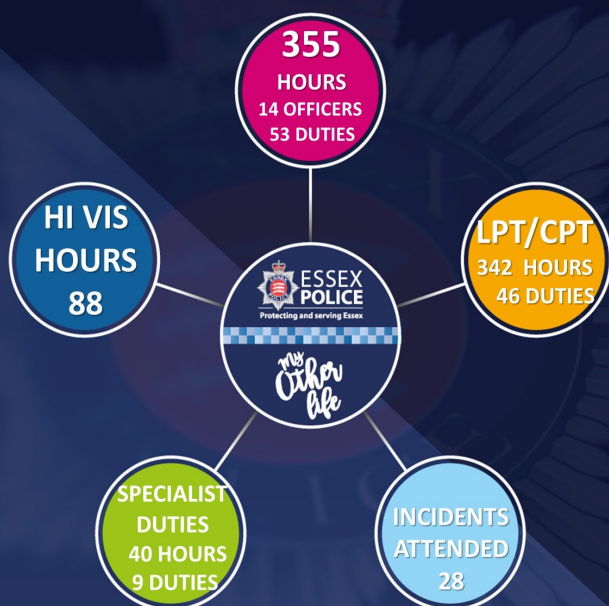 355
HOURS
14 OFFICERS
53 DUTIES
HI VIS
HOURS
88
LPT/CPT
342 HOURS
46 DUTIES
ESSEX
POLICE
Protecting and serving Essex
my
Other
life
SPECIALIST
DUTIES
40 HOURS
9 DUTIES
INCIDENTS
ATTENDED
28